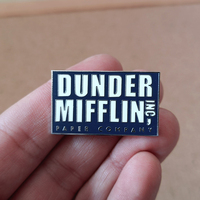 DUNDER
MIFFLIN INC,
PAPER COMPANY